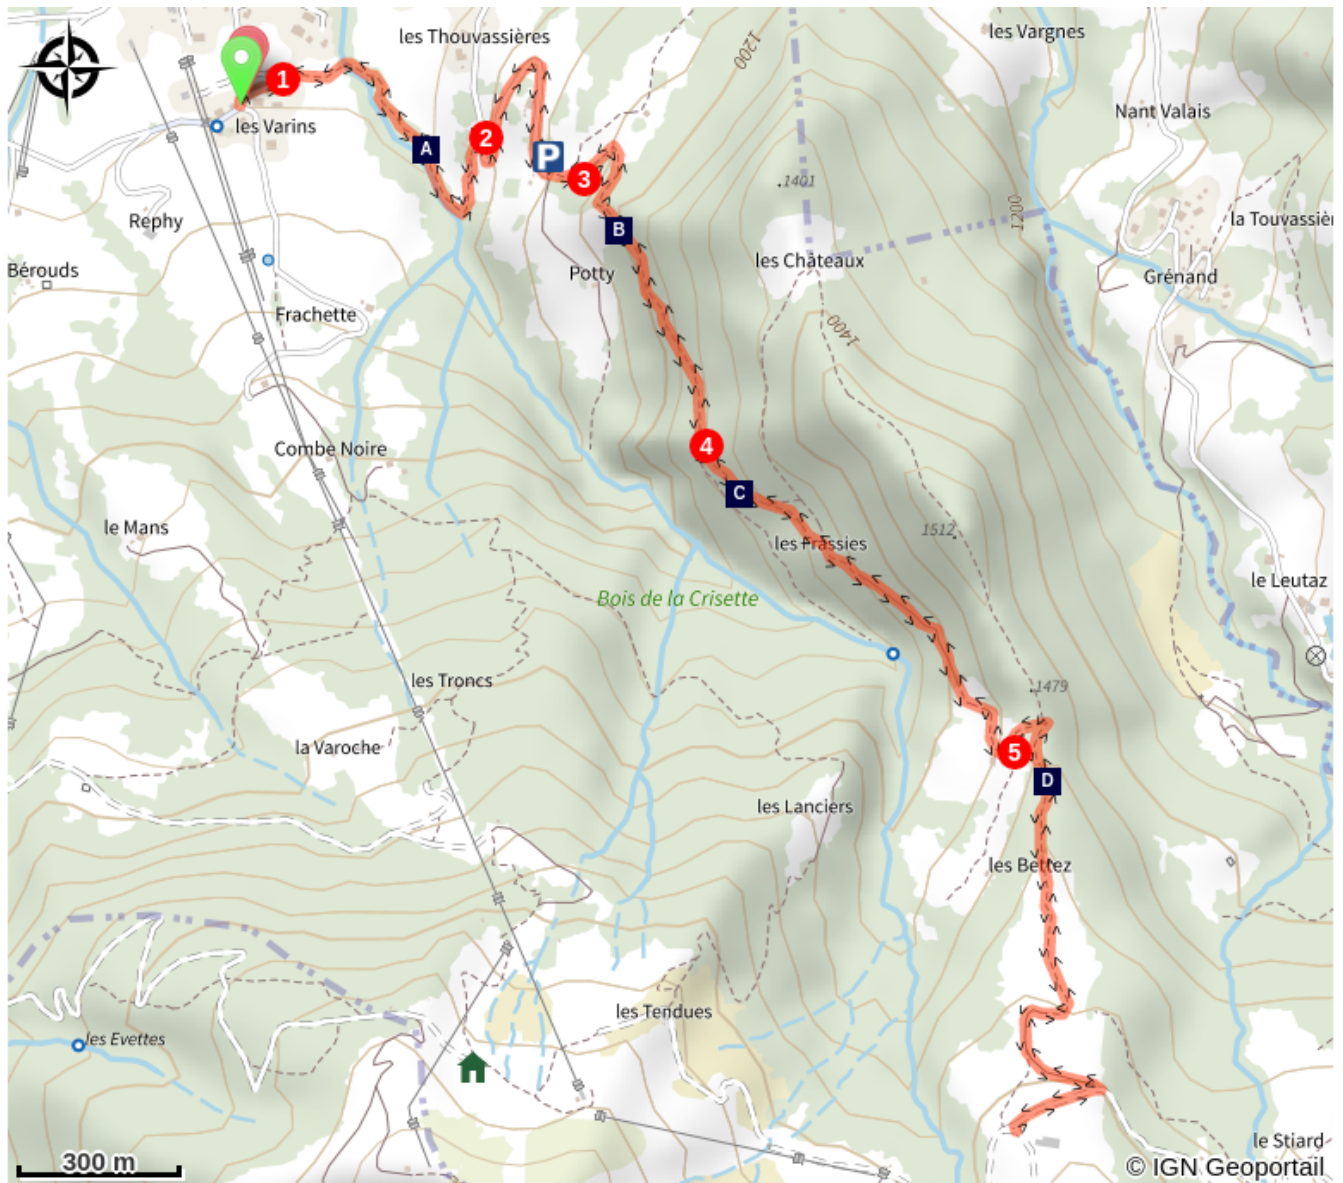 les Thouvassières
les Vargnes
1200
1
Nant Valais
les Varins
2
A
P
3
1401
1200
Rephy
B
la Touvassièr
Bérouds
Potty
les Châteaux
Grénand
Frachette
1400
Combe Noire
4
C
le Mans
1512
les Frassies
le Leutaz
Bois de la Crisette
les Troncs
1479
la Varoche
5
D
les Lanciers
les Bettez
les Tendues
les Evettes
le Stiard
300 m
© IGN Geoportail